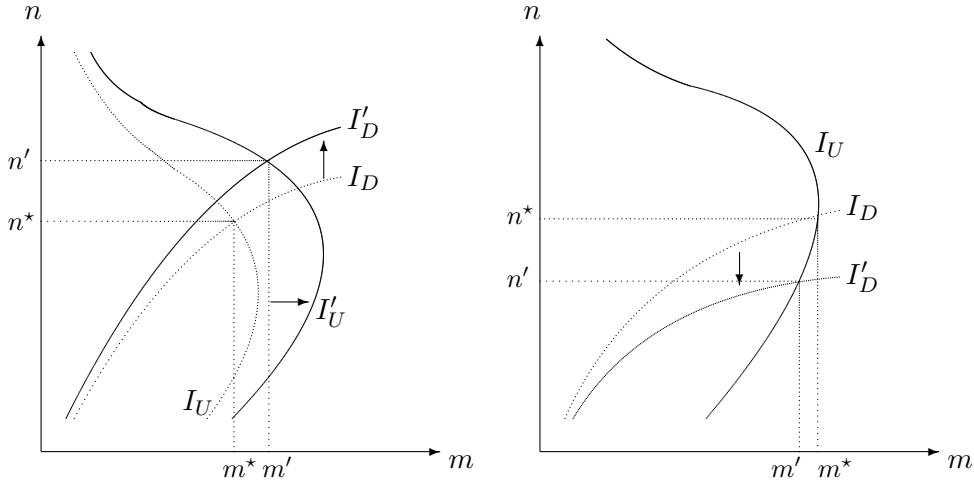 n
I'_D
n'
I_D
n⋆
I'_U
I_U
m⋆ m'
m
n
I_U
n⋆
I_D
n'
I'_D
m' m⋆
m